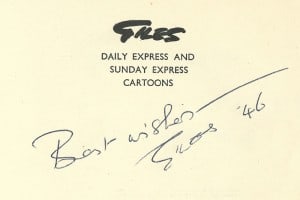 GILES
DAILY EXPRESS AND
SUNDAY EXPRESS
CARTOONS
Best wishes
Giles '46